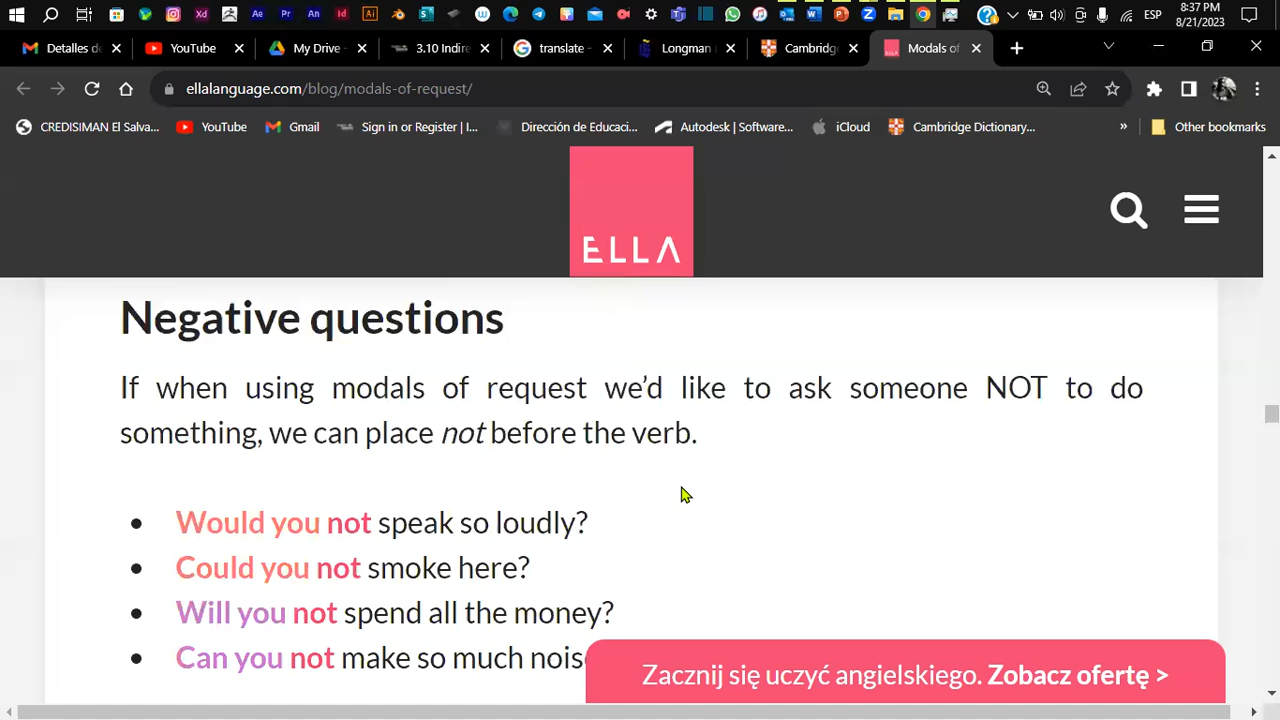 8:37 PM
ESP
8/21/2023
Detalles de
YouTube
My Drive -
3.10 Indire
translate -
Longman
Cambridg
Modals of
ellalanguage.com/blog/modals-of-request/
CREDISIMAN El Salva...
YouTube
Gmail
Sign in or Register | I...
Dirección de Educaci...
Autodesk | Software...
iCloud
Cambridge Dictionary...
»
Other bookmarks
ELLA
Negative questions
If when using modals of request we’d like to ask someone NOT to do
something, we can place not before the verb.
• Would you not speak so loudly?
• Could you not smoke here?
• Will you not spend all the money?
• Can you not make so much nois
Zacznij się uczyć angielskiego. Zobacz ofertę >